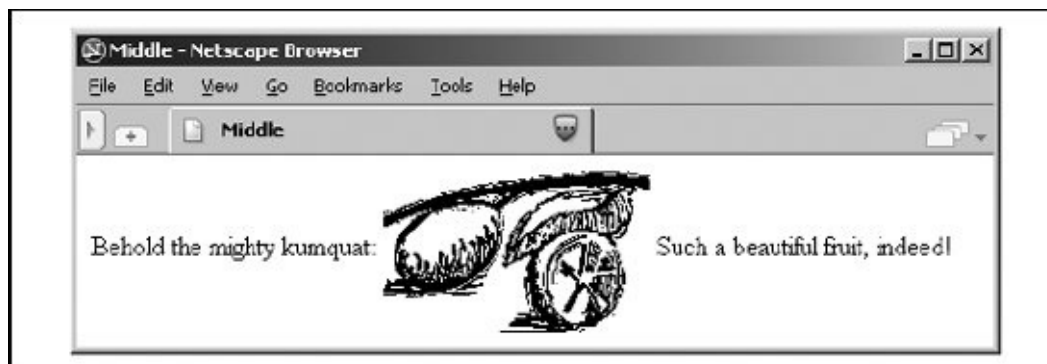 Middle - Netscape Browser
File Edit View Go Bookmarks Tools Help
Middle
Behold the mighty kumquat: Such a beautiful fruit, indeed!